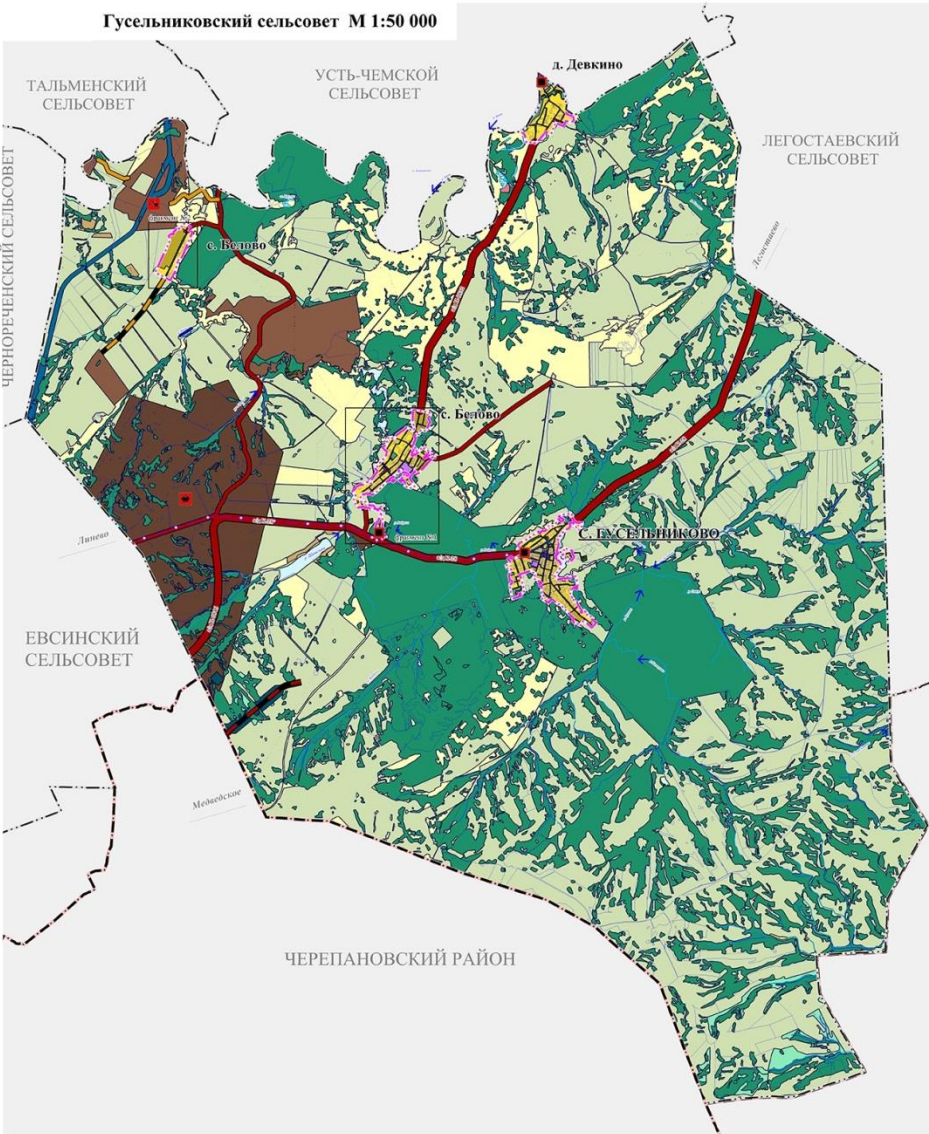 Гусельниковский сельсовет М 1:50 000
ТАЛЬМЕНСКИЙ
СЕЛЬСОВЕТ
УСТЬ-ЧЕМСКОЙ
СЕЛЬСОВЕТ
д. Девкино
ЛЕГОСТАЕВСКИЙ
СЕЛЬСОВЕТ
ЧЕРНОРЕЧЕНСКИЙ СЕЛЬСОВЕТ
с. Белово
Легостаево
с. Белово
С. ГУСЕЛЬНИКОВО
Линево
ЕВСИНСКИЙ
СЕЛЬСОВЕТ
Медведское
ЧЕРЕПАНОВСКИЙ РАЙОН